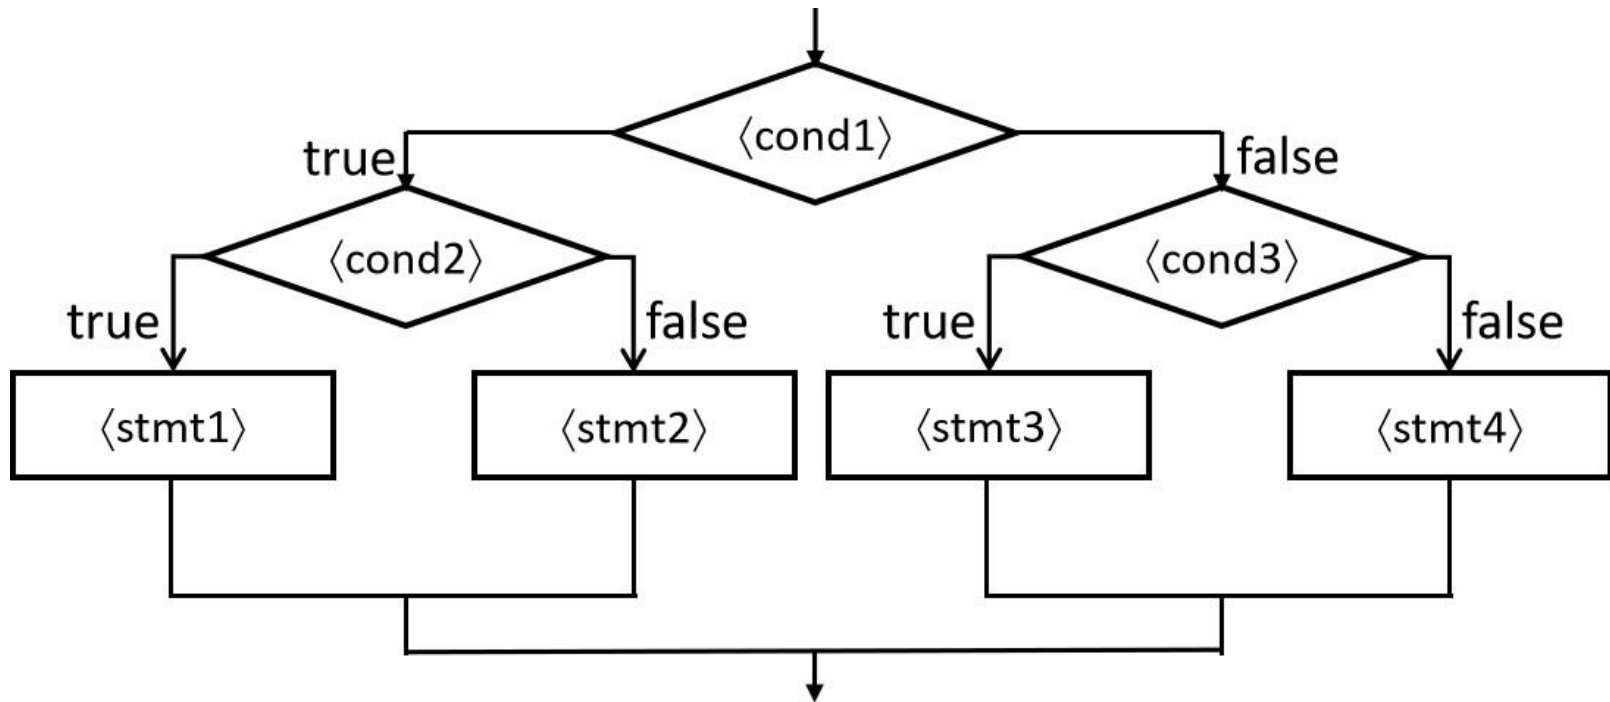 〈cond1〉
true
false
〈cond2〉
〈cond3〉
true
false
true
false
〈stmt1〉
〈stmt2〉
〈stmt3〉
〈stmt4〉